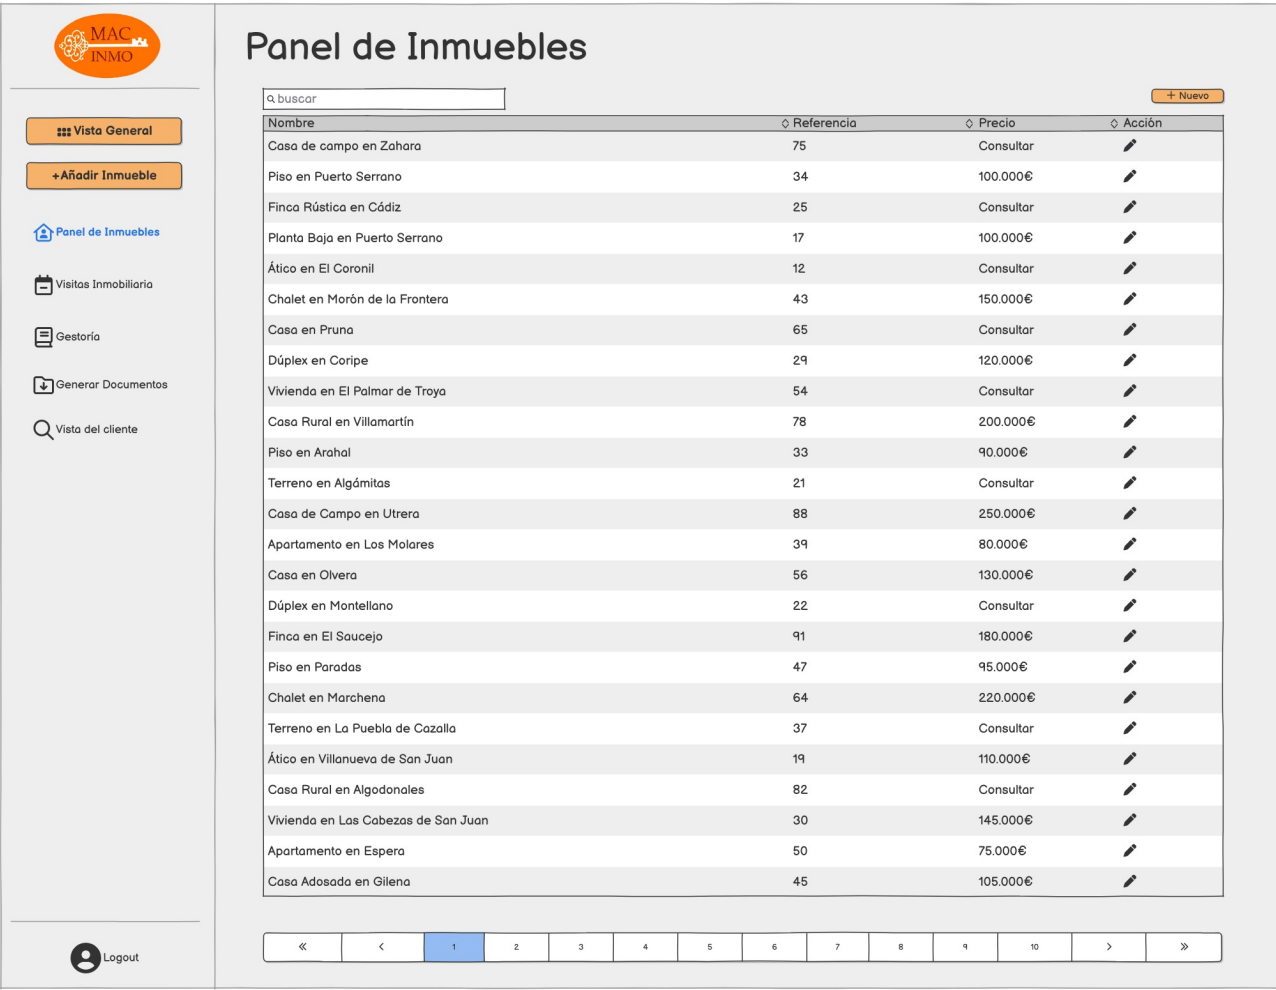 MAC
INMO
Vista General
+Añadir Inmueble
Panel de Inmuebles
Visitas Inmobiliaria
Gestoría
Generar Documentos
Vista del cliente
Logout
Panel de Inmuebles
buscar
+ Nuevo
Nombre Referencia Precio Acción
Casa de campo en Zahara 75 Consultar
Piso en Puerto Serrano 34 100.000€
Finca Rústica en Cádiz 25 Consultar
Planta Baja en Puerto Serrano 17 100.000€
Ático en El Coronil 12 Consultar
Chalet en Morón de la Frontera 43 150.000€
Casa en Pruna 65 Consultar
Dúplex en Coripe 29 120.000€
Vivienda en El Palmar de Troya 54 Consultar
Casa Rural en Villamartín 78 200.000€
Piso en Arahal 33 90.000€
Terreno en Algámitas 21 Consultar
Casa de Campo en Utrera 88 250.000€
Apartamento en Los Molares 39 80.000€
Casa en Olvera 56 130.000€
Dúplex en Montellano 22 Consultar
Finca en El Saucejo 91 180.000€
Piso en Paradas 47 95.000€
Chalet en Marchena 64 220.000€
Terreno en La Puebla de Cazalla 37 Consultar
Ático en Villanueva de San Juan 19 110.000€
Casa Rural en Algodonales 82 Consultar
Vivienda en Las Cabezas de San Juan 30 145.000€
Apartamento en Espera 50 75.000€
Casa Adosada en Gilena 45 105.000€
« < 1 2 3 4 5 6 7 8 9 10 > »